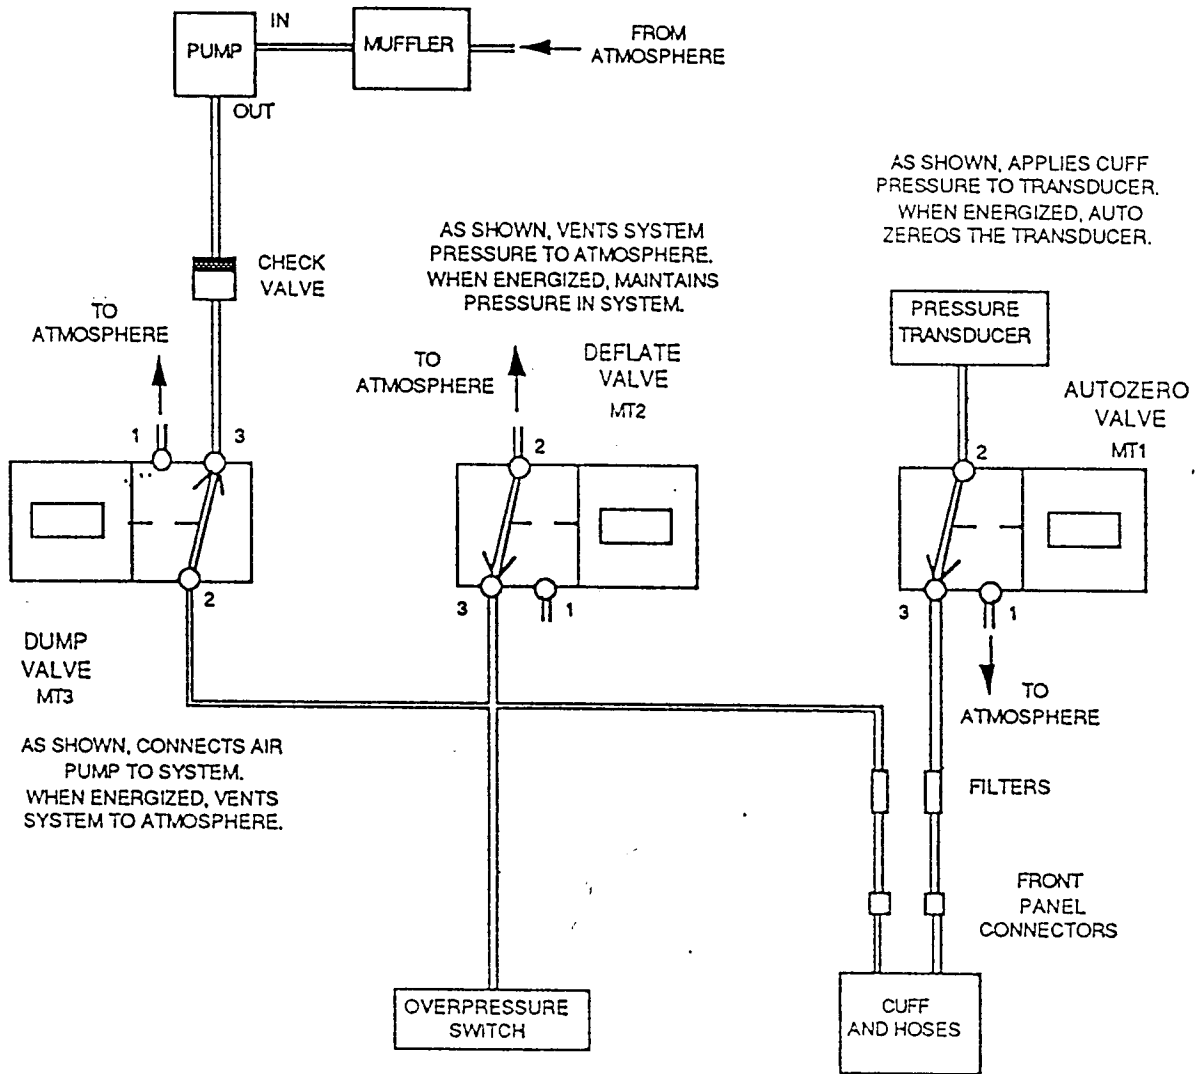 IN
PUMP
MUFFLER
FROM
ATMOSPHERE
OUT
AS SHOWN, APPLIES CUFF
PRESSURE TO TRANSDUCER.
WHEN ENERGIZED, AUTO
ZEREOS THE TRANSDUCER.
AS SHOWN, VENTS SYSTEM
PRESSURE TO ATMOSPHERE.
WHEN ENERGIZED, MAINTAINS
PRESSURE IN SYSTEM.
CHECK
VALVE
TO
ATMOSPHERE
PRESSURE
TRANSDUCER
TO
ATMOSPHERE
DEFLATE
VALVE
MT2
AUTOZERO
VALVE
MT1
1
3
2
2
2
3
1
3
1
DUMP
VALVE
MT3
TO
ATMOSPHERE
AS SHOWN, CONNECTS AIR
PUMP TO SYSTEM.
WHEN ENERGIZED, VENTS
SYSTEM TO ATMOSPHERE.
FILTERS
FRONT
PANEL
CONNECTORS
OVERPRESSURE
SWITCH
CUFF
AND HOSES